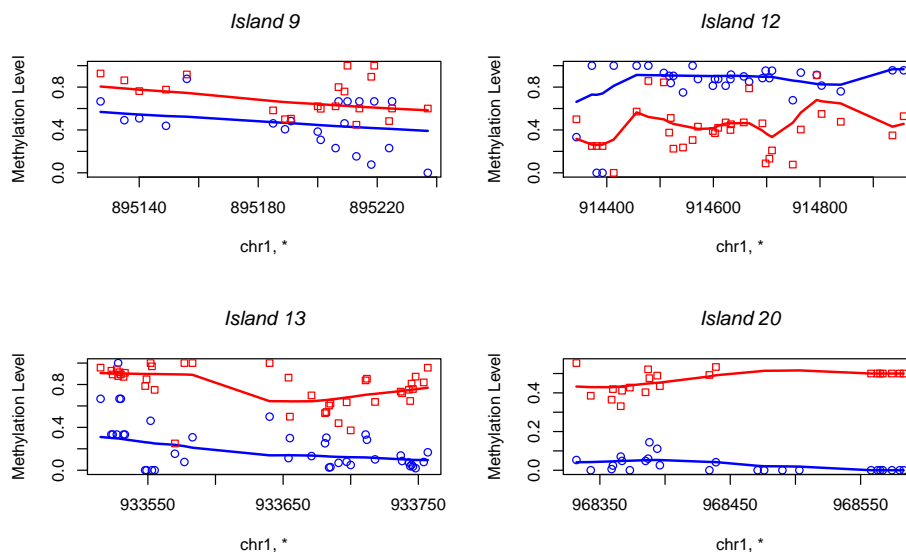 Island 9
Methylation Level
0.0 0.4 0.8
895140 895180 895220
chr1, *
Island 12
Methylation Level
0.0 0.4 0.8
914400 914600 914800
chr1, *
Island 13
Methylation Level
0.0 0.4 0.8
933550 933650 933750
chr1, *
Island 20
Methylation Level
0.0 0.2 0.4
968350 968450 968550
chr1, *